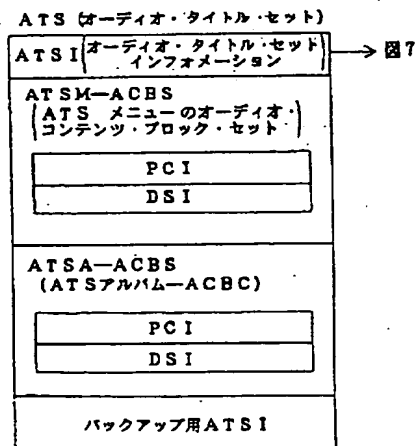 ATS (オーディオ・タイトル・セット)
ATSI(オーディオ・タイトル・セット
インフォメーション) → 図7
ATSM—ACBS
(ATS メニューのオーディオ・
コンテンツ・ブロック・セット)
PCI
DSI
ATSA—ACBS
(ATSアルバム—ACBC)
PCI
DSI
バックアップ用ATSI